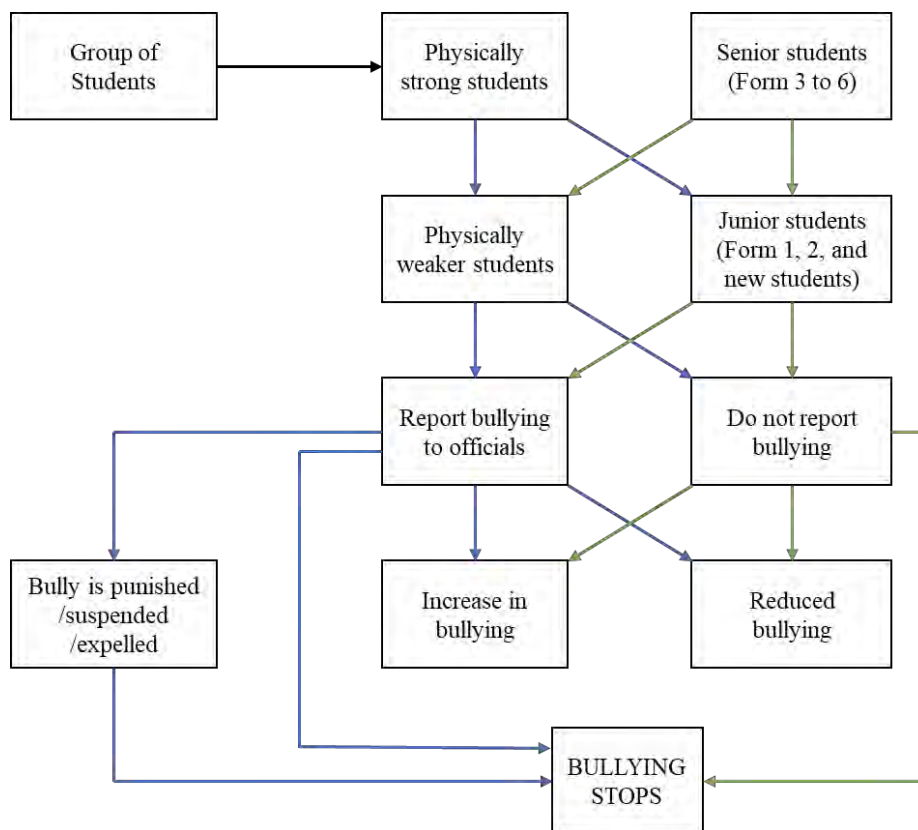 Group of
Students
Physically
strong students
Senior students
(Form 3 to 6)
Physically
weaker students
Junior students
(Form 1, 2, and
new students)
Report bullying
to officials
Do not report
bullying
Bully is punished
/suspended
/expelled
Increase in
bullying
Reduced
bullying
BULLYING
STOPS